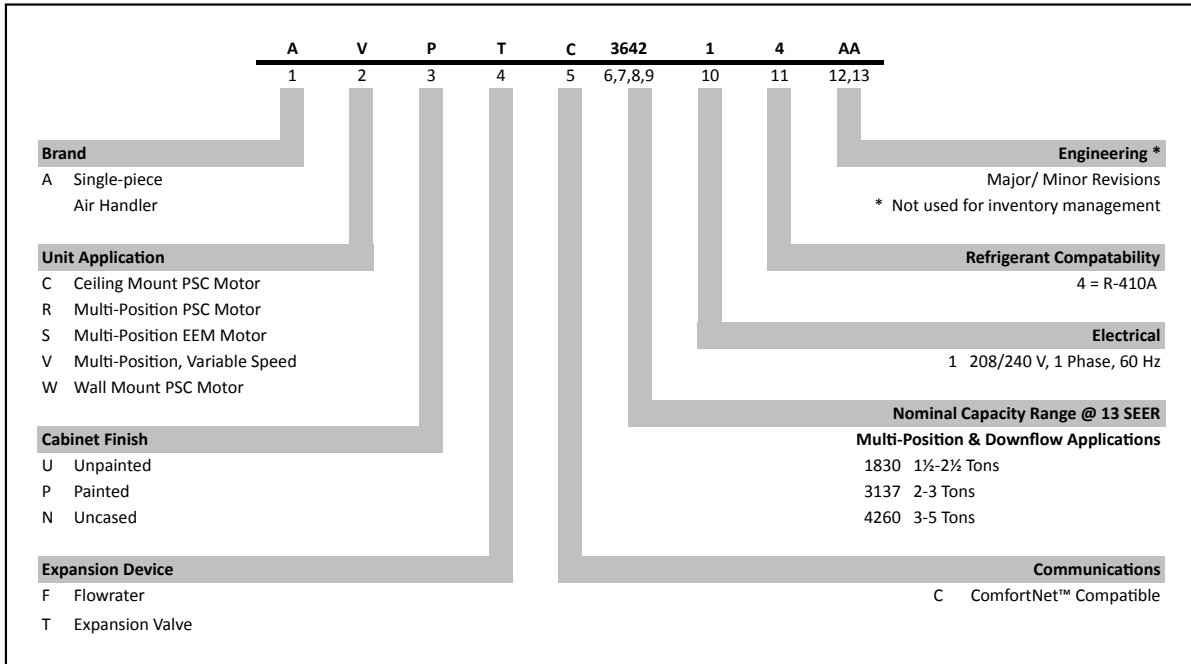 A V P T C 3642 1 4 AA
1 2 3 4 5 6,7,8,9 10 11 12,13
Brand
A Single-piece
Air Handler
Unit Application
C Ceiling Mount PSC Motor
R Multi-Position PSC Motor
S Multi-Position EEM Motor
V Multi-Position, Variable Speed
W Wall Mount PSC Motor
Cabinet Finish
U Unpainted
P Painted
N Uncased
Expansion Device
F Flowrater
T Expansion Valve
Engineering *
Major/ Minor Revisions
* Not used for inventory management
Refrigerant Compatability
4 = R-410A
Electrical
1 208/240 V, 1 Phase, 60 Hz
Nominal Capacity Range @ 13 SEER
Multi-Position & Downflow Applications
1830 1½-2½ Tons
3137 2-3 Tons
4260 3-5 Tons
Communications
C ComfortNet™ Compatible